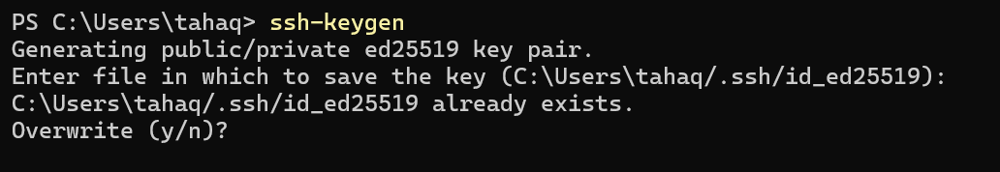 PS C:\Users\tahaq> ssh-keygen
Generating public/private ed25519 key pair.
Enter file in which to save the key (C:\Users\tahaq/.ssh/id_ed25519):
C:\Users\tahaq/.ssh/id_ed25519 already exists.
Overwrite (y/n)?